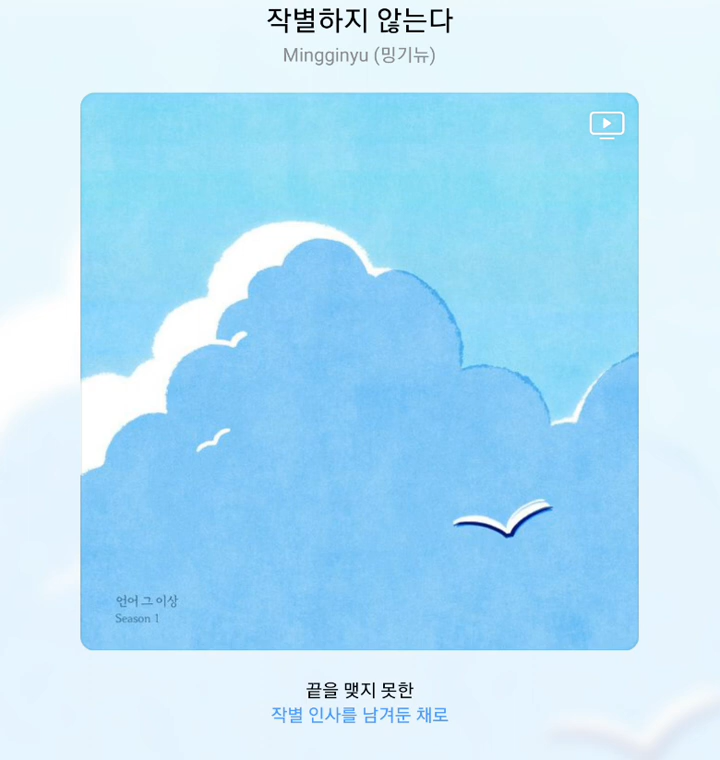 작별하지 않는다
Mingginyu (밍기뉴)
언어 그 이상
Season 1
끝을 맺지 못한
작별 인사를 남겨둔 채로